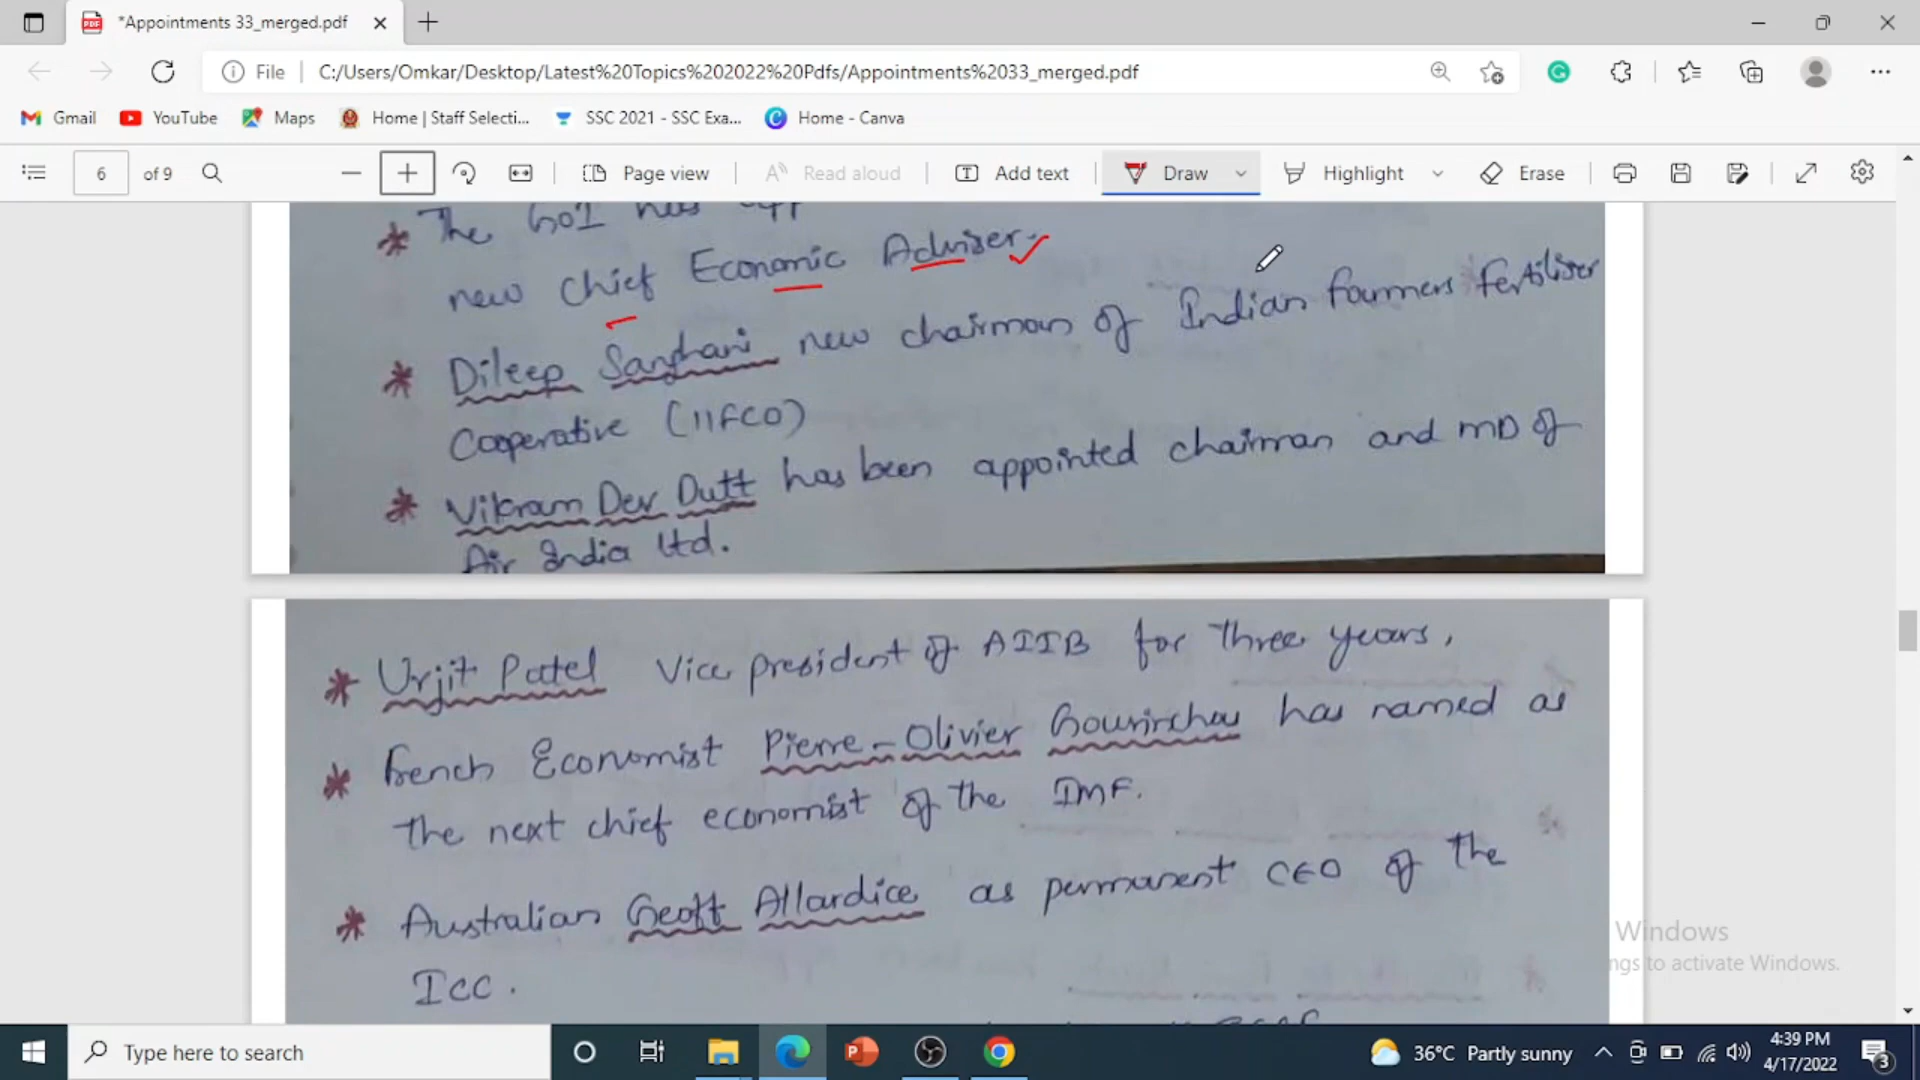 *Appointments 33_merged.pdf
File
C:/Users/Omkar/Desktop/Latest%20Topics%202022%20Pdfs/Appointments%2033_merged.pdf
Gmail YouTube Maps Home | Staff Selecti... SSC 2021 - SSC Exa... Home - Canva
6 of 9 Page view Read aloud Add text Draw Highlight Erase
* The GOI has
new Chief Economic Adviser.
* Dileep Sanghani new chairman of Indian farmers fertiliser
Cooperative (IIFCO)
* Vikram Dev Dutt has been appointed chairman and MD of
Air India Ltd.
* Urjit Patel Vice president of AIIB for three years,
* French Economist Pierre-Olivier Gourinchas has named as
the next chief economist of the IMF.
* Australian Geoff Allardice as permanent CEO of the
ICC.
Windows
ngs to activate Windows.
Type here to search
36°C Partly sunny
4:39 PM
4/17/2022
3